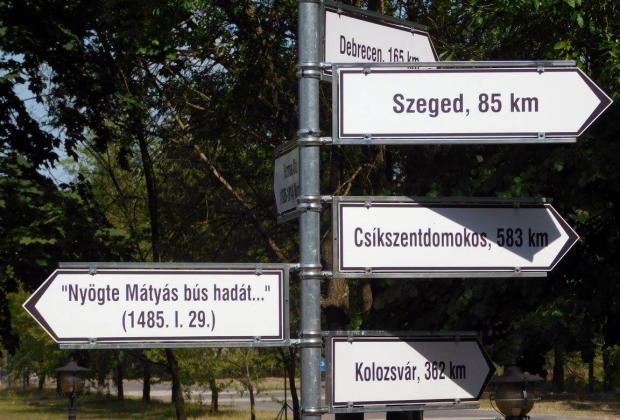 Debrecen, 165 km
Szeged, 85 km
Csíkszentdomokos, 583 km
"Nyögte Mátyás bús hadát..."
(1485. I. 29.)
Kolozsvár, 362 km